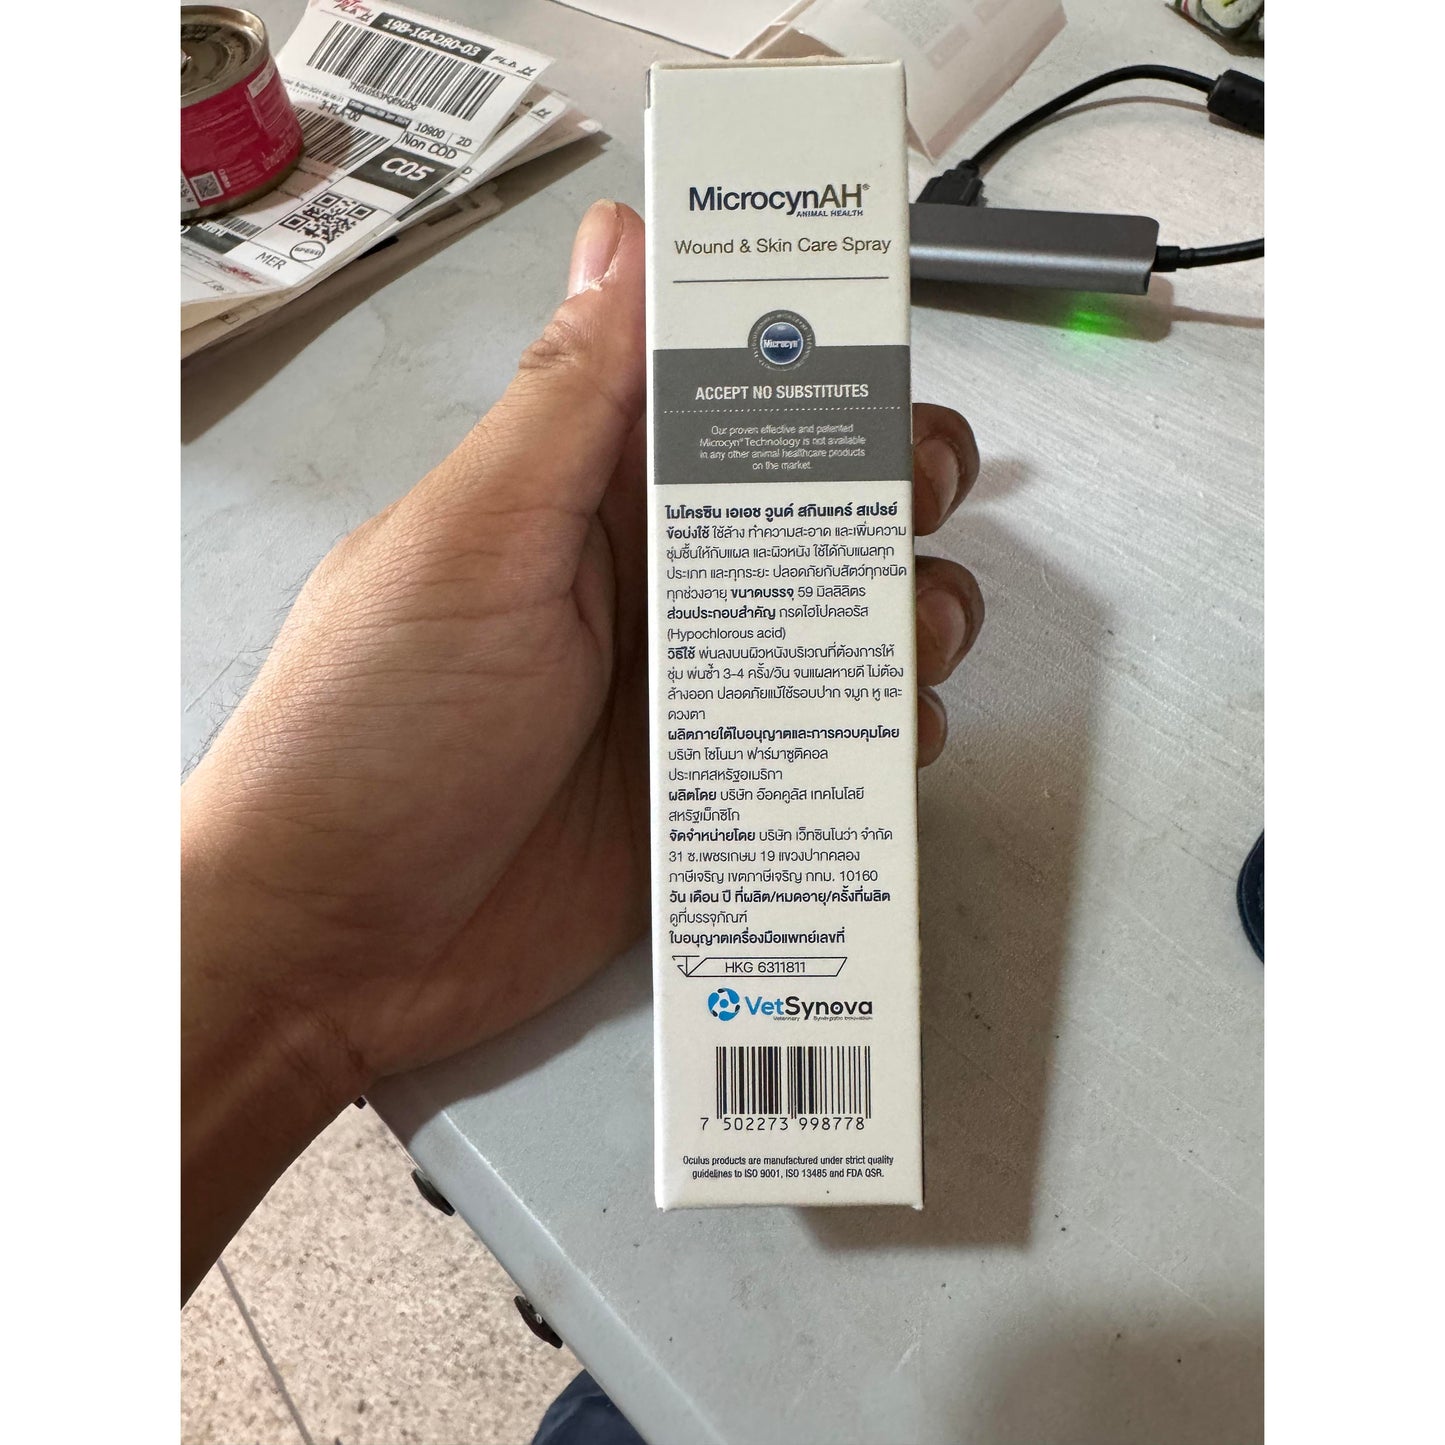 19B-16A280-03
FLA-11
3-FLA-00
10900
ZD
Non COD
C05
MER
MicrocynAH®
ANIMAL HEALTH
Wound & Skin Care Spray
Microcyn
ACCEPT NO SUBSTITUTES
Our proven effective and patented
Microcyn® Technology is not available
in any other animal healthcare products
on the market.
ไมโครซิน เอเอช วูนด์ สกินแคร์ สเปรย์
ข้อบ่งใช้ ใช้ล้าง ทำความสะอาด และเพิ่มความ
ชุ่มชื้นให้กับแผล และผิวหนัง ใช้ได้กับแผลทุก
ประเภท และทุกระยะ ปลอดภัยกับสัตว์ทุกชนิด
ทุกช่วงอายุ ขนาดบรรจุ 59 มิลลิลิตร
ส่วนประกอบสำคัญ กรดไฮโปคลอรัส
(Hypochlorous acid)
วิธีใช้ พ่นลงบนผิวหนังบริเวณที่ต้องการให้
ชุ่ม พ่นซ้ำ 3-4 ครั้ง/วัน จนแผลหายดี ไม่ต้อง
ล้างออก ปลอดภัยแม้ใช้รอบปาก จมูก หู และ
ดวงตา
ผลิตภายใต้ใบอนุญาตและการควบคุมโดย
บริษัท โซโนมา ฟาร์มาซูติคอล
ประเทศสหรัฐอเมริกา
ผลิตโดย บริษัท อ๊อคคูลัส เทคโนโลยี
สหรัฐเม็กซิโก
จัดจำหน่ายโดย บริษัท เว็ทซินโนว่า จำกัด
31 ซ.เพชรเกษม 19 แขวงปากคลอง
ภาษีเจริญ เขตภาษีเจริญ กทม. 10160
วัน เดือน ปี ที่ผลิต/หมดอายุ/ครั้งที่ผลิต
ดูที่บรรจุภัณฑ์
ใบอนุญาตเครื่องมือแพทย์เลขที่
HKG 6311811
VetSynova
Veterinary Synergistic Innovation
7 502273 998778
Oculus products are manufactured under strict quality
guidelines to ISO 9001, ISO 13485 and FDA QSR.